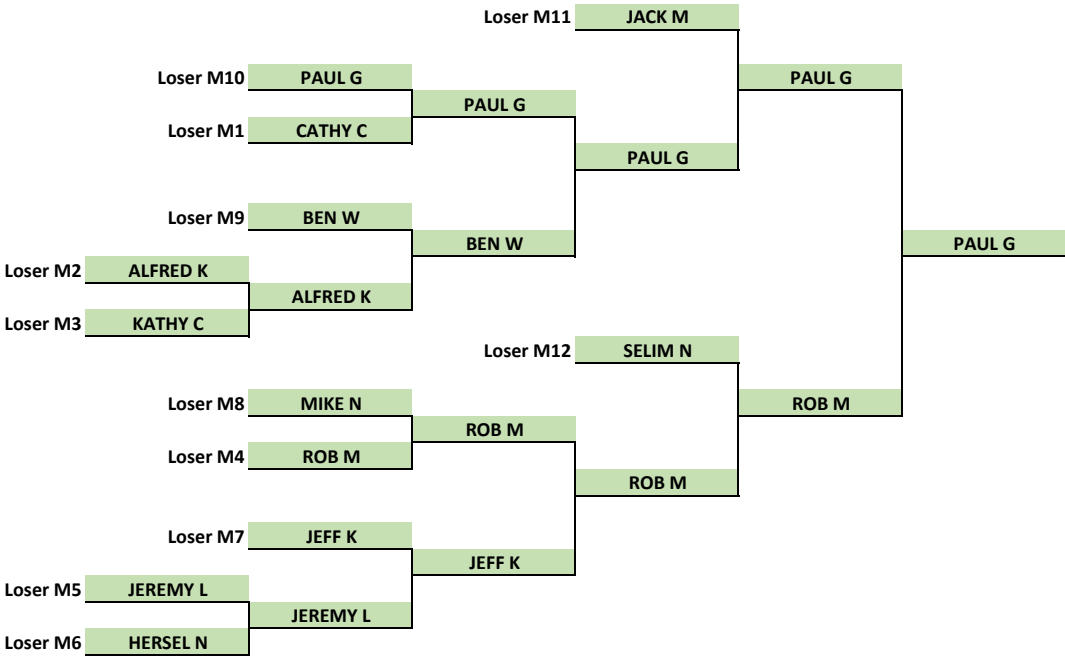 Loser M11 JACK M
Loser M10 PAUL G PAUL G
PAUL G
Loser M1 CATHY C
PAUL G
Loser M9 BEN W
BEN W PAUL G
Loser M2 ALFRED K
ALFRED K
Loser M3 KATHY C
Loser M12 SELIM N
Loser M8 MIKE N ROB M
ROB M
Loser M4 ROB M
ROB M
Loser M7 JEFF K
JEFF K
Loser M5 JEREMY L
JEREMY L
Loser M6 HERSEL N